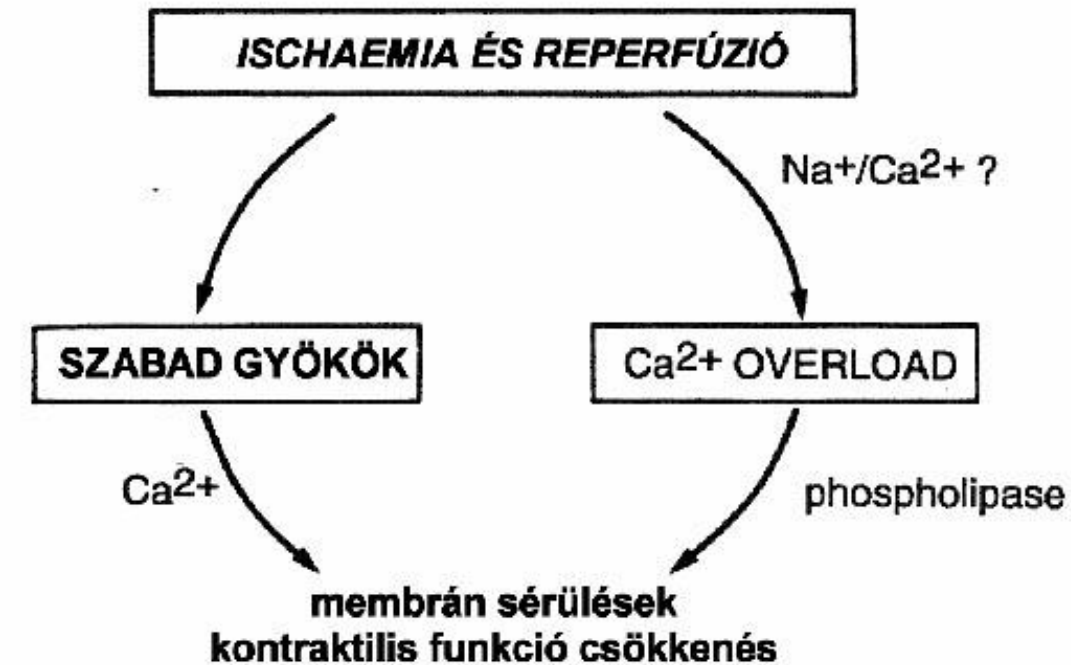 ISCHAEMIA ÉS REPERFÚZIÓ
Na+/Ca2+ ?
SZABAD GYÖKÖK
Ca2+ OVERLOAD
Ca2+
phospholipase
membrán sérülések
kontraktilis funkció csökkenés